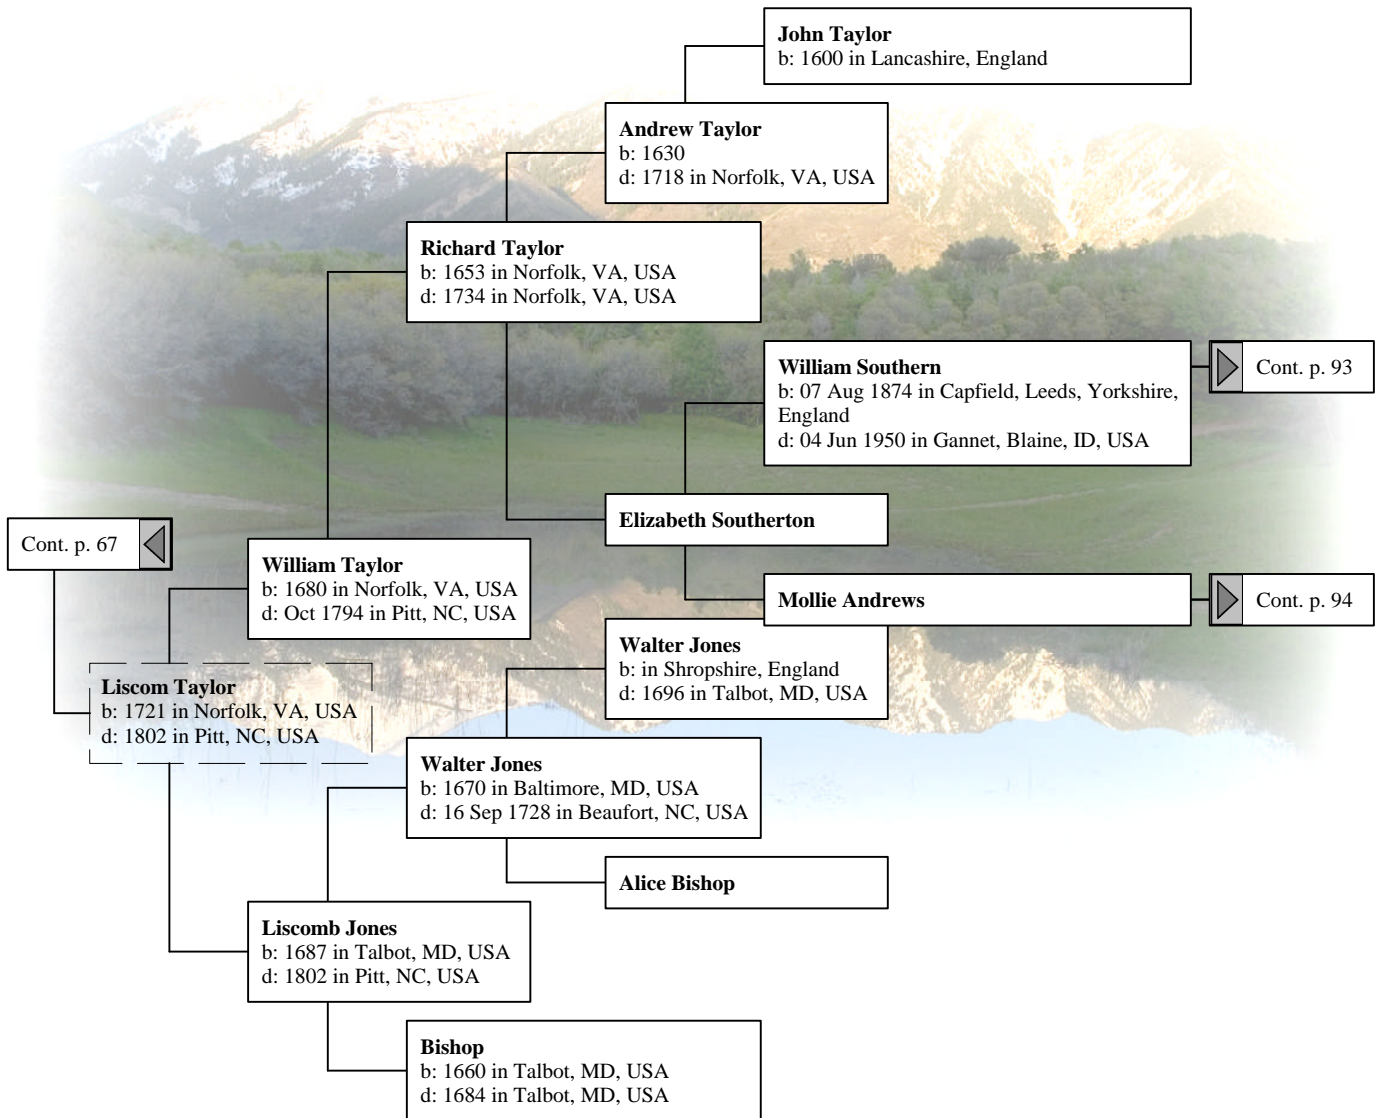 John Taylor
b: 1600 in Lancashire, England
Andrew Taylor
b: 1630
d: 1718 in Norfolk, VA, USA
Richard Taylor
b: 1653 in Norfolk, VA, USA
d: 1734 in Norfolk, VA, USA
William Southern
b: 07 Aug 1874 in Capfield, Leeds, Yorkshire,
England
d: 04 Jun 1950 in Gannet, Blaine, ID, USA
Cont. p. 93
Elizabeth Southerton
Cont. p. 67
William Taylor
b: 1680 in Norfolk, VA, USA
d: Oct 1794 in Pitt, NC, USA
Mollie Andrews
Cont. p. 94
Walter Jones
b: in Shropshire, England
d: 1696 in Talbot, MD, USA
Liscom Taylor
b: 1721 in Norfolk, VA, USA
d: 1802 in Pitt, NC, USA
Walter Jones
b: 1670 in Baltimore, MD, USA
d: 16 Sep 1728 in Beaufort, NC, USA
Alice Bishop
Liscomb Jones
b: 1687 in Talbot, MD, USA
d: 1802 in Pitt, NC, USA
Bishop
b: 1660 in Talbot, MD, USA
d: 1684 in Talbot, MD, USA